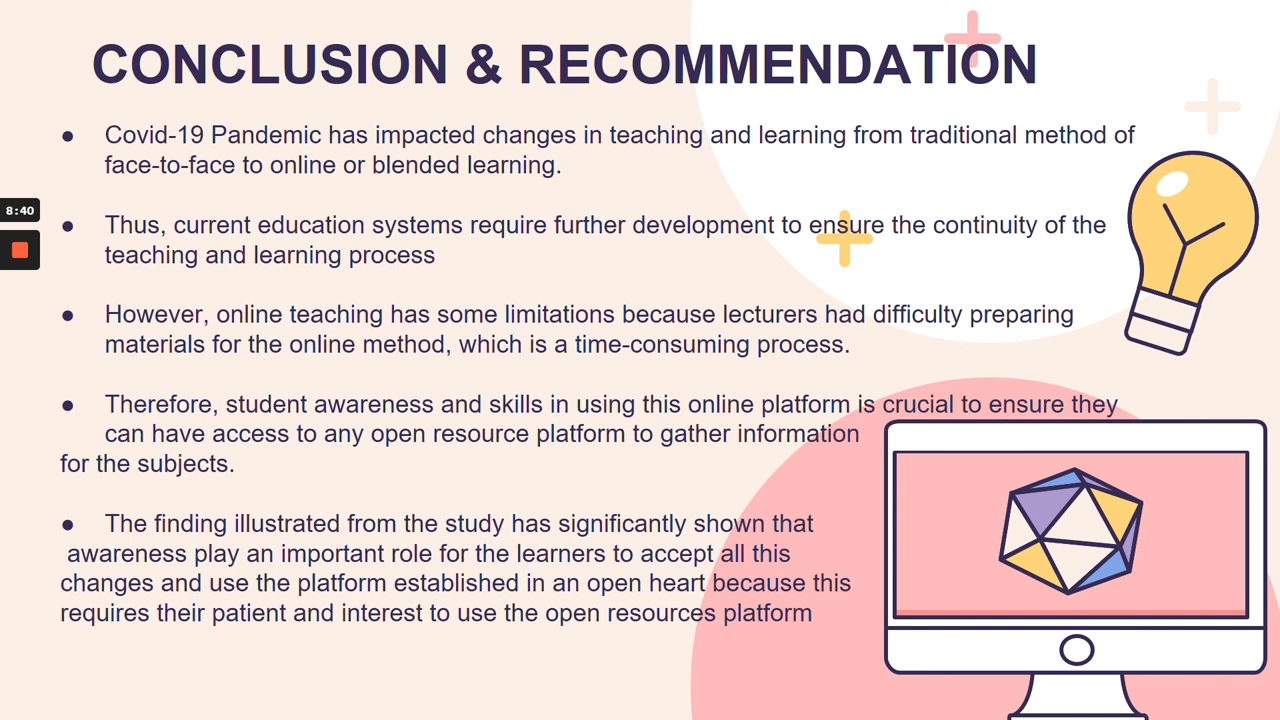 CONCLUSION & RECOMMENDATION
● Covid-19 Pandemic has impacted changes in teaching and learning from traditional method of
face-to-face to online or blended learning.
● Thus, current education systems require further development to ensure the continuity of the
teaching and learning process
● However, online teaching has some limitations because lecturers had difficulty preparing
materials for the online method, which is a time-consuming process.
● Therefore, student awareness and skills in using this online platform is crucial to ensure they
can have access to any open resource platform to gather information
for the subjects.
● The finding illustrated from the study has significantly shown that
awareness play an important role for the learners to accept all this
changes and use the platform established in an open heart because this
requires their patient and interest to use the open resources platform
8:40